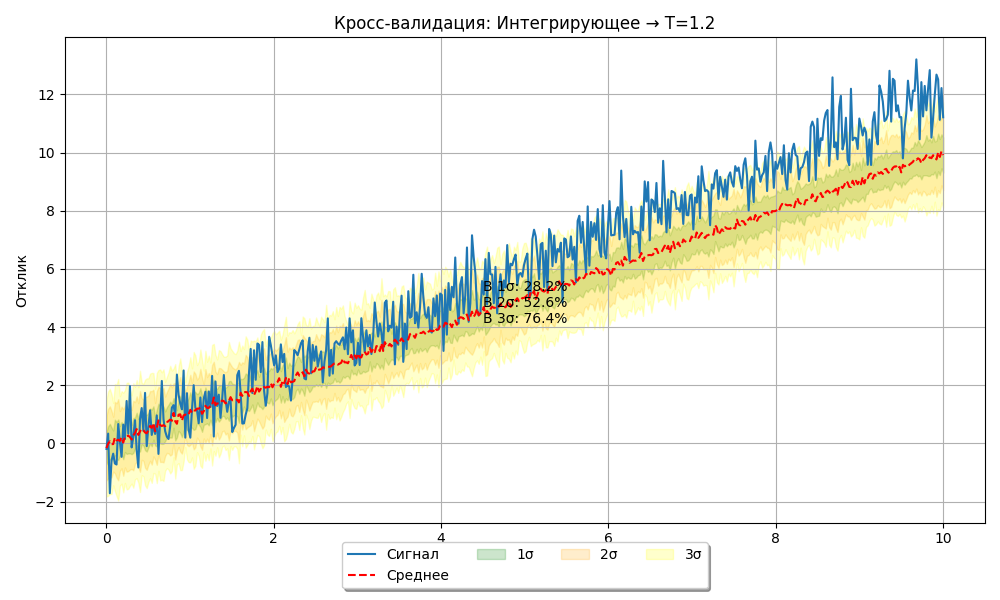 Кросс-валидация: Интегрирующее → T=1.2
Отклик
12
10
8
6
4
2
0
−2
В 1σ: 28.2%
В 2σ: 52.6%
В 3σ: 76.4%
0 2 4 6 8 10
Сигнал 1σ 2σ 3σ
Среднее